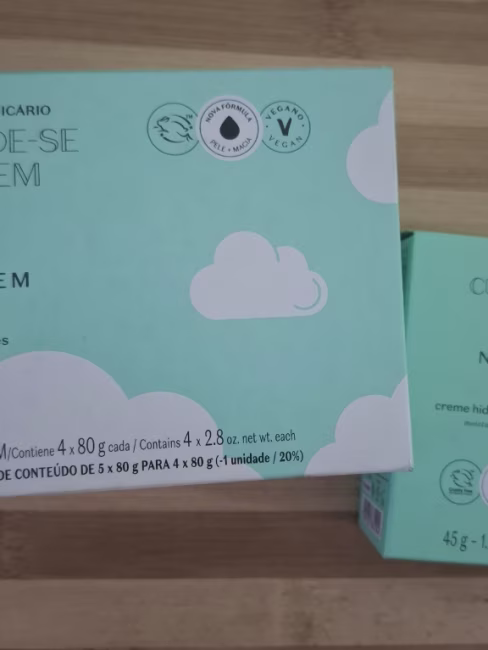 ICÁRIO
DE-SE
EM
NOVA FÓRMULA
PELE + MACIA
VEGANO
V
VEGAN
EM
os
M/Contiene 4 x 80 g cada / Contains 4 x 2.8 oz. net wt. each
DE CONTEÚDO DE 5 x 80 g PARA 4 x 80 g (-1 unidade / 20%)
C
N
creme hid
moistu
45 g - 1.